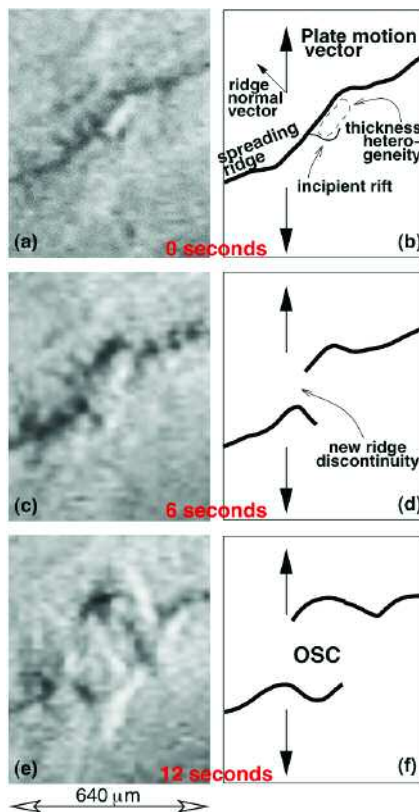 Plate motion
vector
ridge
normal
vector
spreading
ridge
thickness
hetero-
geneity
incipient rift
(a)
(b)
0 seconds
new ridge
discontinuity
(c)
(d)
6 seconds
OSC
(e)
(f)
12 seconds
640 μm